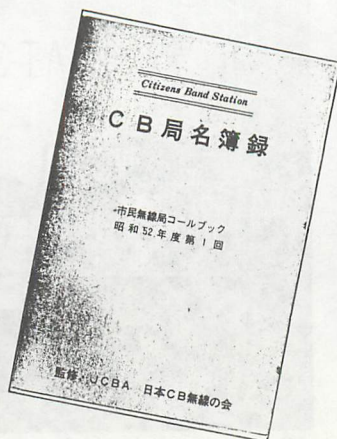 Citizens Band Station
CB局名簿録
市民無線局コールブック
昭和52年度第1回
監修・JCBA 日本CB無線の会